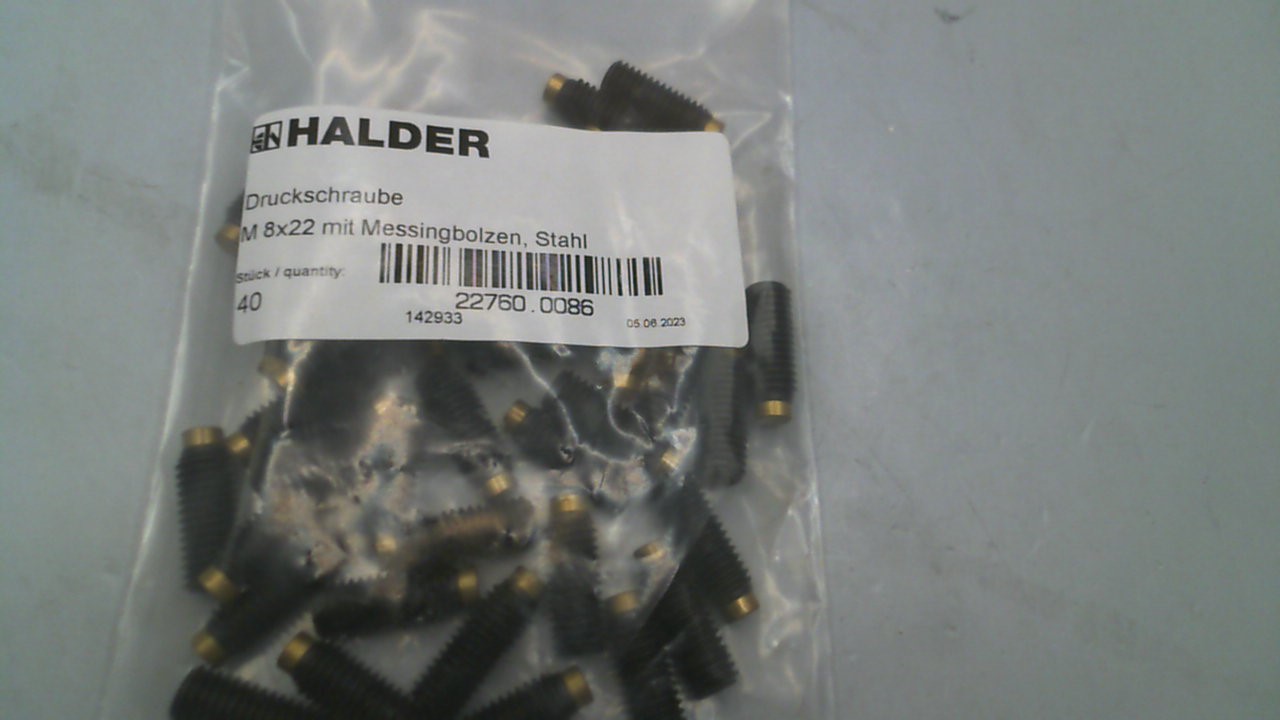 HALDER
Druckschraube
M 8x22 mit Messingbolzen, Stahl
Stück / quantity:
40
22760.0086
142933
05.06.2023